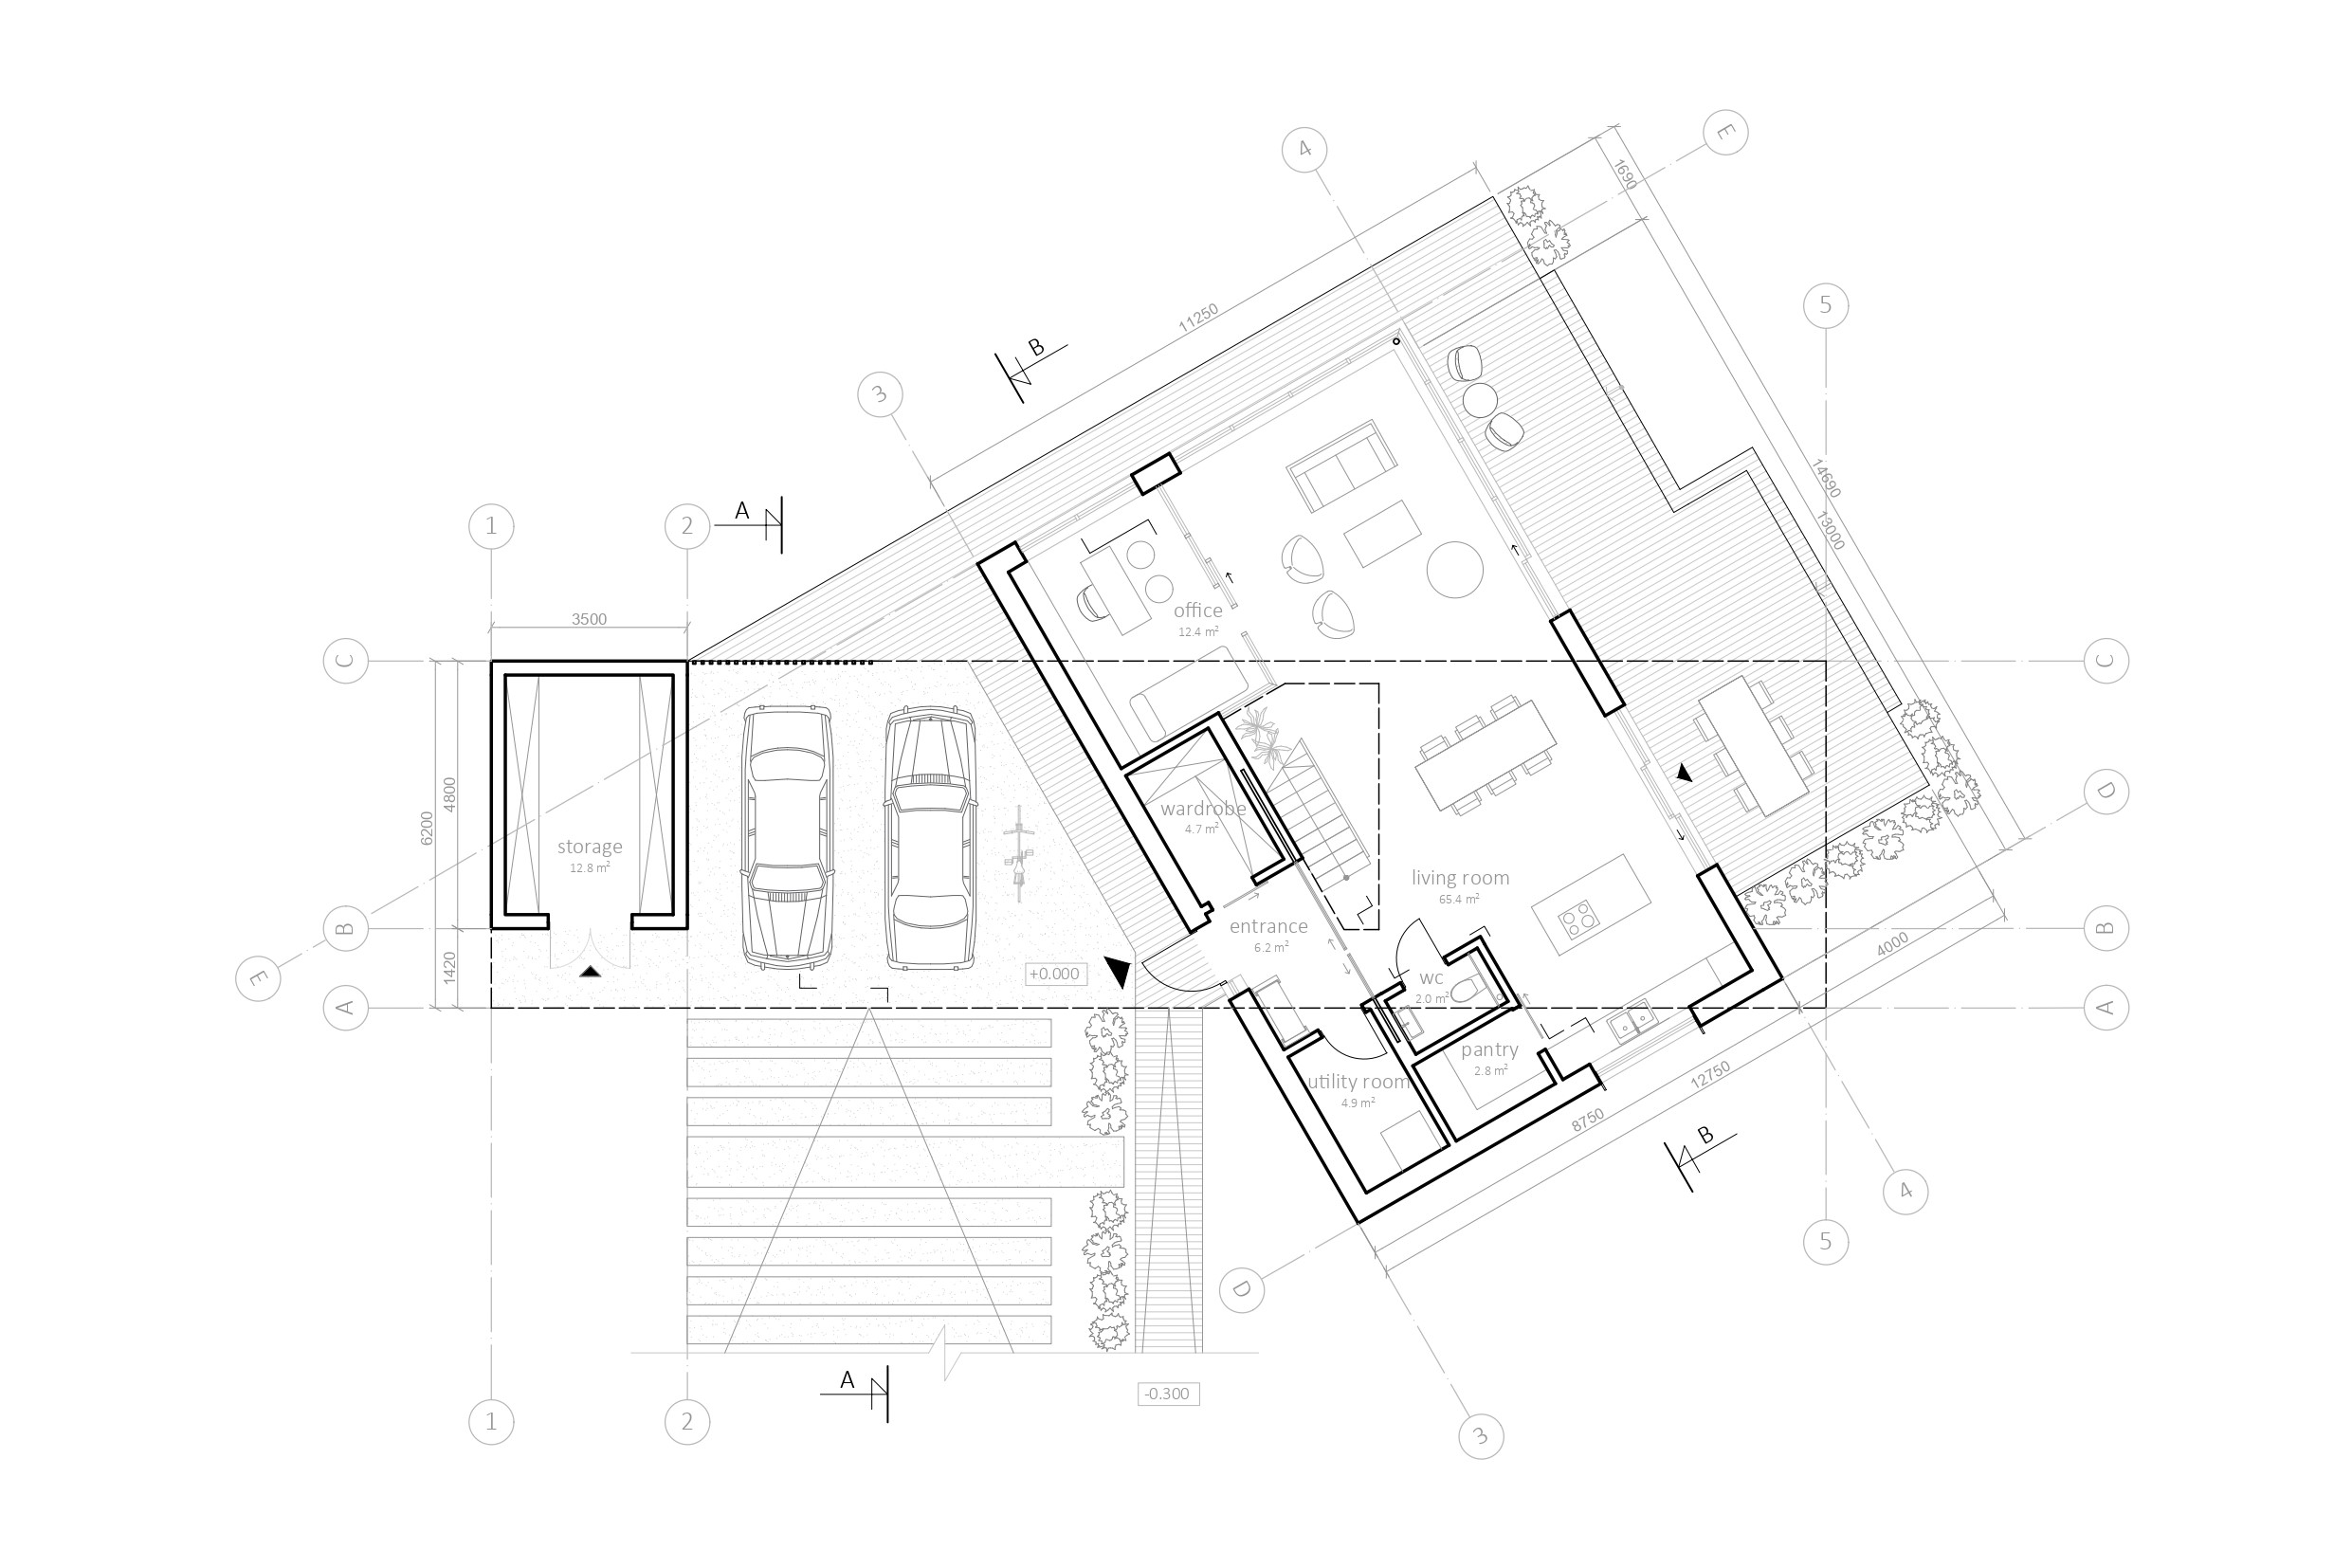 E
4
1690
5
11250
B
3
14690
13000
A
1
2
office
12.4 m²
3500
C
C
wardrobe
4.7 m²
4800
6200
D
storage
12.8 m²
living room
65.4 m²
entrance
6.2 m²
B
B
4000
1420
E
+0.000
wc
2.0 m²
A
A
pantry
2.8 m²
utility room
4.9 m²
12750
8750
B
4
5
D
A
-0.300
1
2
3